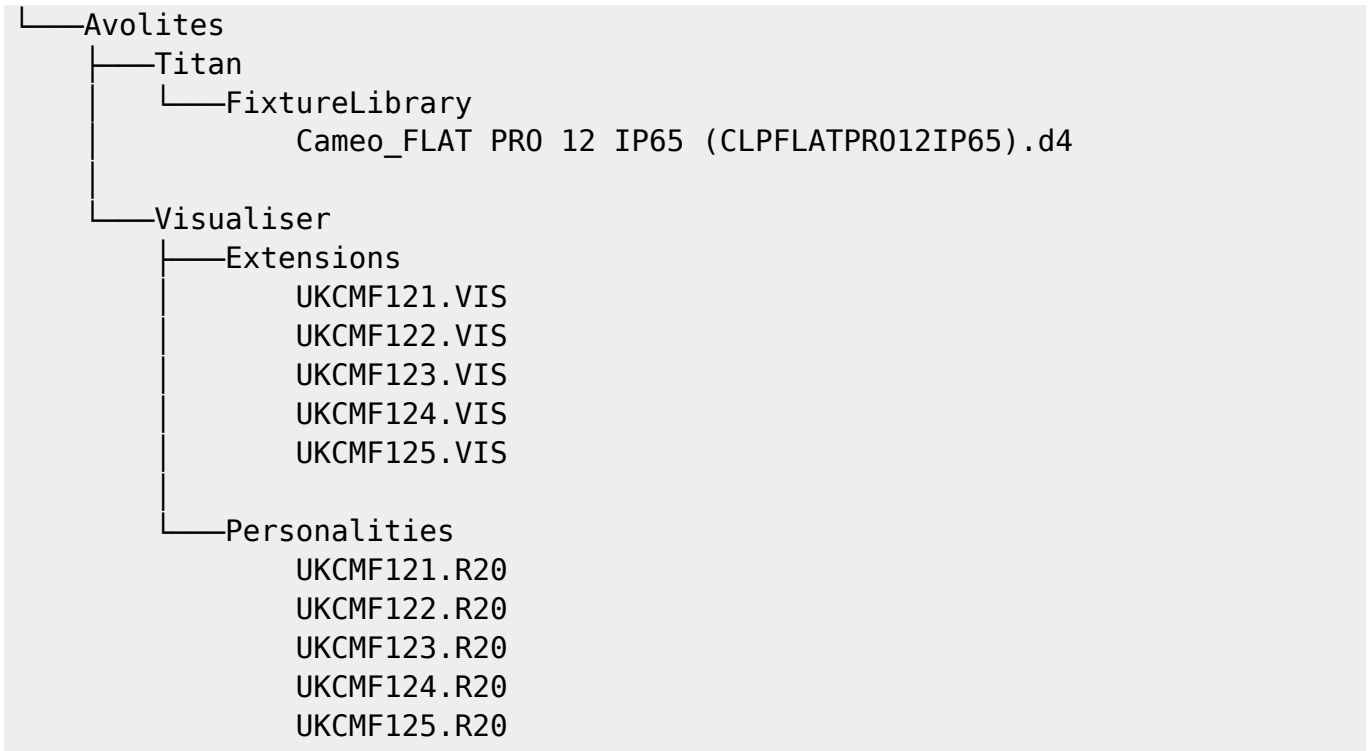 └───Avolites
    ├───Titan
    │   └───FixtureLibrary
    │           Cameo_FLAT PRO 12 IP65 (CLPFLATPRO12IP65).d4
    │
    └───Visualiser
        ├───Extensions
        │       UKCMF121.VIS
        │       UKCMF122.VIS
        │       UKCMF123.VIS
        │       UKCMF124.VIS
        │       UKCMF125.VIS
        │
        └───Personalities
                UKCMF121.R20
                UKCMF122.R20
                UKCMF123.R20
                UKCMF124.R20
                UKCMF125.R20